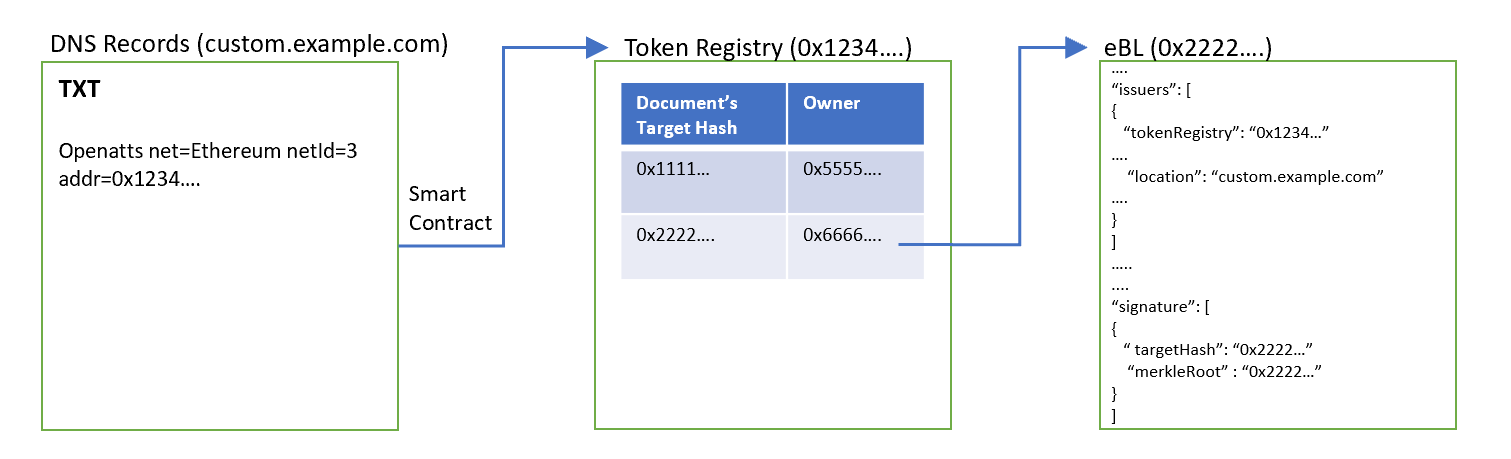 DNS Records (custom.example.com)
TXT
Openatts net=Ethereum netId=3
addr=0x1234....
Smart
Contract
Token Registry (0x1234....)
Document’s
Target Hash
Owner
0x1111...
0x5555....
0x2222....
0x6666....
eBL (0x2222....)
....
“issuers”: [
{
“tokenRegistry”: “0x1234...”
....
“location”: “custom.example.com”
....
}
]
.....
....
“signature”: [
{
“ targetHash”: “0x2222...”
“merkleRoot” : “0x2222...”
}
]